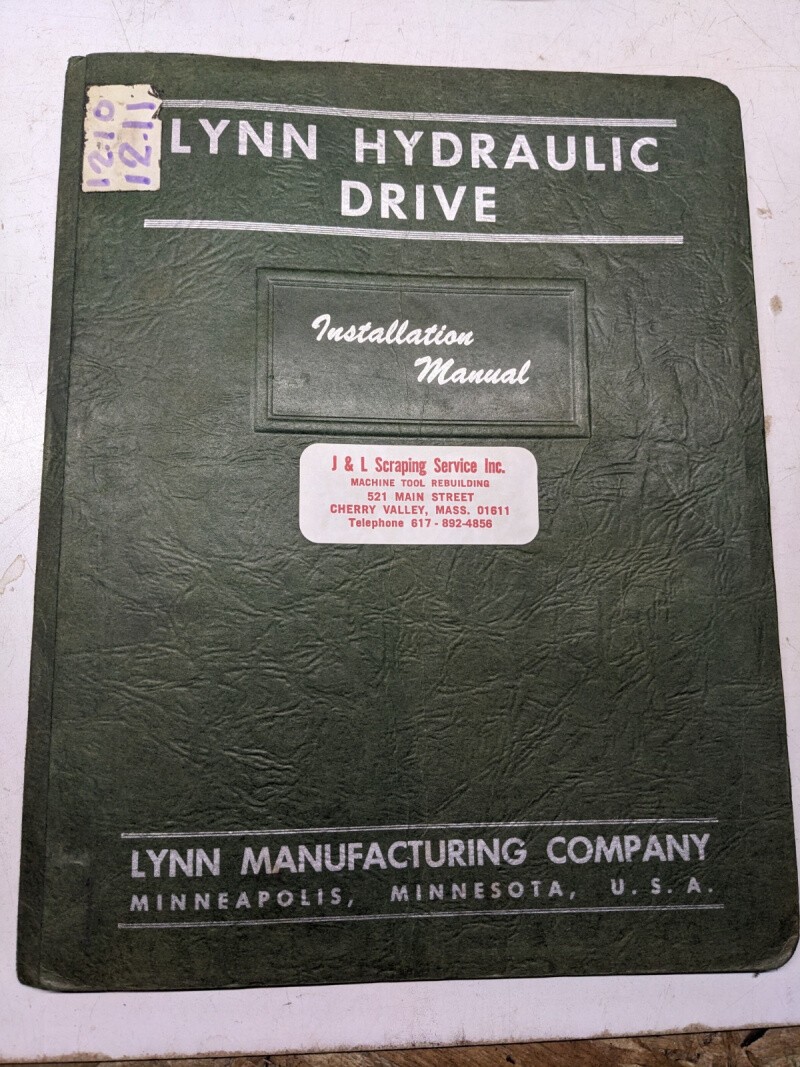 12-10
12-11
LYNN HYDRAULIC
DRIVE
Installation
Manual
J & L Scraping Service Inc.
MACHINE TOOL REBUILDING
521 MAIN STREET
CHERRY VALLEY, MASS. 01611
Telephone 617 - 892-4856
LYNN MANUFACTURING COMPANY
MINNEAPOLIS, MINNESOTA, U. S. A.